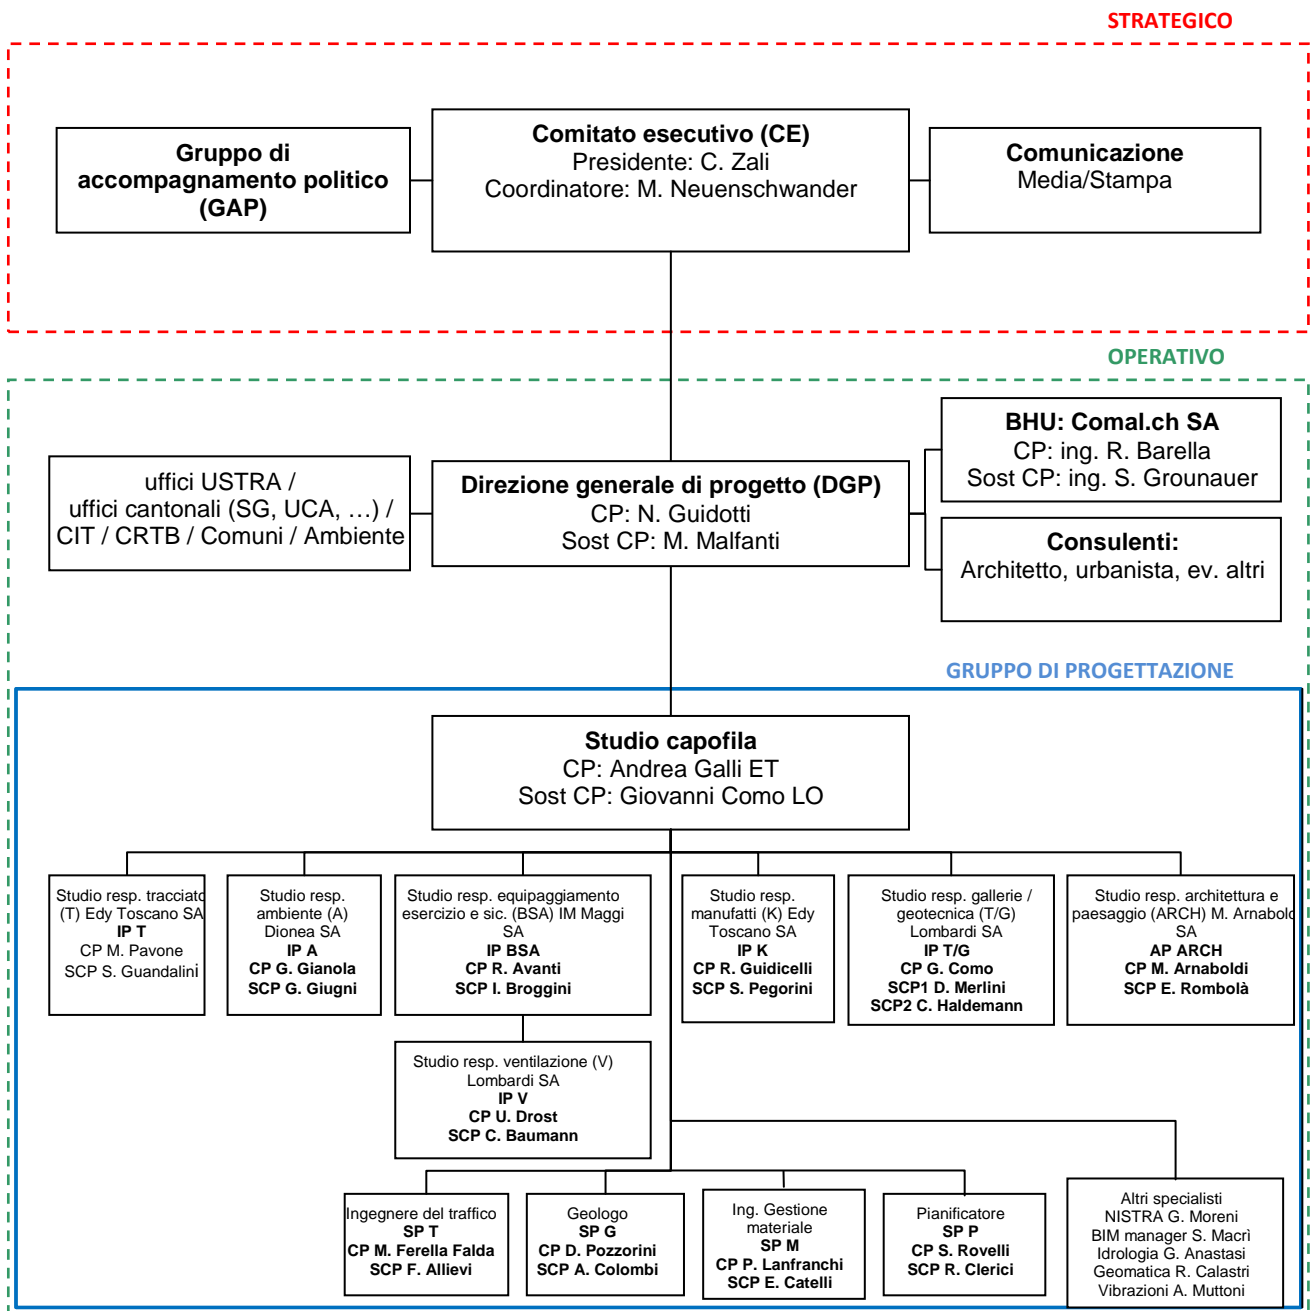 STRATEGICO
Gruppo di
accompagnamento politico
(GAP)
Comitato esecutivo (CE)
Presidente: C. Zali
Coordinatore: M. Neuenschwander
Comunicazione
Media/Stampa
OPERATIVO
uffici USTRA /
uffici cantonali (SG, UCA, …) /
CIT / CRTB / Comuni / Ambiente
Direzione generale di progetto (DGP)
CP: N. Guidotti
Sost CP: M. Malfanti
BHU: Comal.ch SA
CP: ing. R. Barella
Sost CP: ing. S. Grounauer
Consulenti:
Architetto, urbanista, ev. altri
GRUPPO DI PROGETTAZIONE
Studio capofila
CP: Andrea Galli ET
Sost CP: Giovanni Como LO
Studio resp. tracciato
(T) Edy Toscano SA
IP T
CP M. Pavone
SCP S. Guandalini
Studio resp.
ambiente (A)
Dionea SA
IP A
CP G. Gianola
SCP G. Giugni
Studio resp. equipaggiamento
esercizio e sic. (BSA) IM Maggi
SA
IP BSA
CP R. Avanti
SCP I. Broggini
Studio resp.
manufatti (K) Edy
Toscano SA
IP K
CP R. Guidicelli
SCP S. Pegorini
Studio resp. gallerie /
geotecnica (T/G)
Lombardi SA
IP T/G
CP G. Como
SCP1 D. Merlini
SCP2 C. Haldemann
Studio resp. architettura e
paesaggio (ARCH) M. Arnabold
SA
AP ARCH
CP M. Arnaboldi
SCP E. Rombolà
Studio resp. ventilazione (V)
Lombardi SA
IP V
CP U. Drost
SCP C. Baumann
Ingegnere del traffico
SP T
CP M. Ferella Falda
SCP F. Allievi
Geologo
SP G
CP D. Pozzorini
SCP A. Colombi
Ing. Gestione
materiale
SP M
CP P. Lanfranchi
SCP E. Catelli
Pianificatore
SP P
CP S. Rovelli
SCP R. Clerici
Altri specialisti
NISTRA G. Moreni
BIM manager S. Macrì
Idrologia G. Anastasi
Geomatica R. Calastri
Vibrazioni A. Muttoni